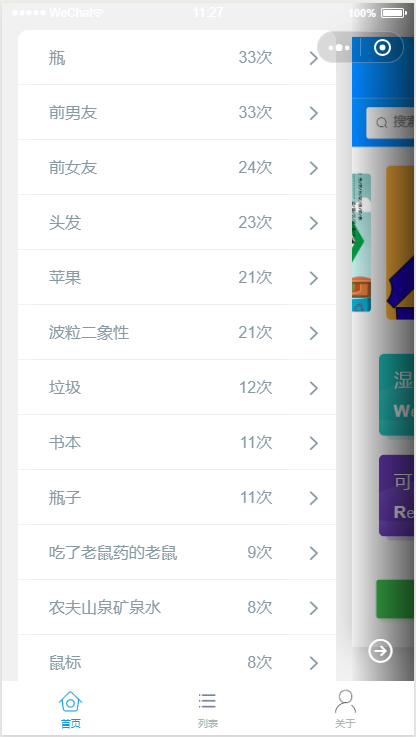 WeChat 11:27 100%
瓶 33次
前男友 33次
前女友 24次
头发 23次
苹果 21次
波粒二象性 21次
垃圾 12次
书本 11次
瓶子 11次
吃了老鼠药的老鼠 9次
农夫山泉矿泉水 8次
鼠标 8次
搜索
湿
We
可
Re
首页 列表 关于